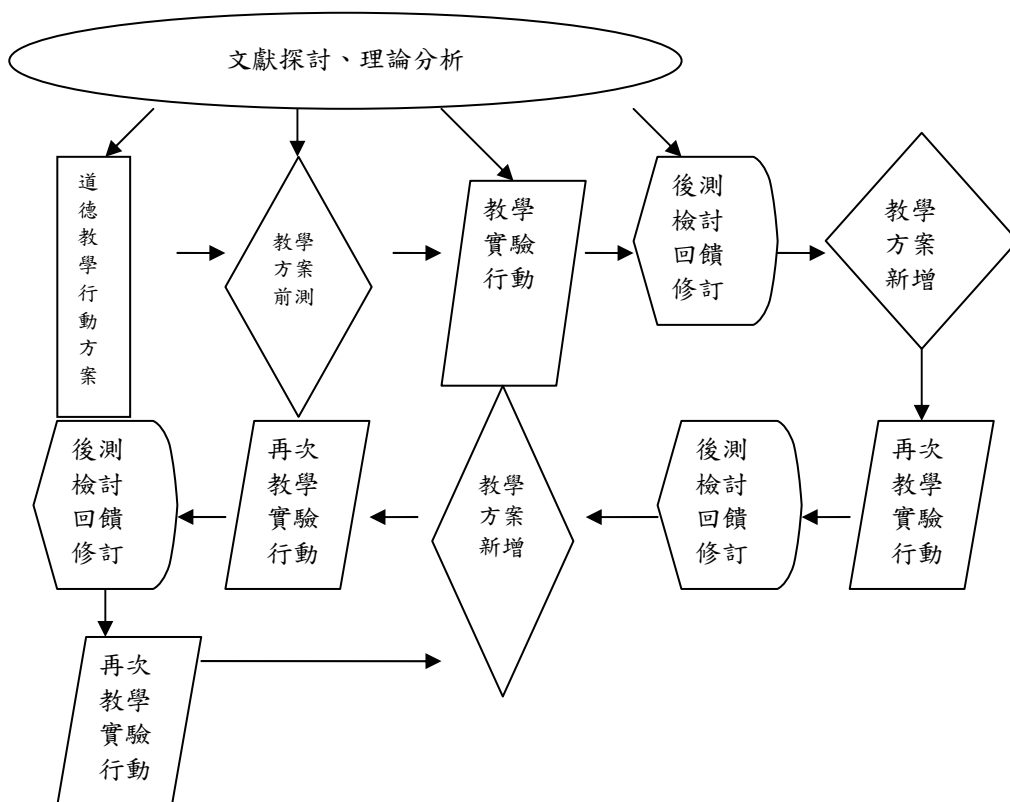 文獻探討、理論分析
道
德
教
學
行
動
方
案
教學
方案
前測
教學
實驗
行動
後測
檢討
回饋
修訂
教學
方案
新增
後測
檢討
回饋
修訂
再次
教學
實驗
行動
教學
方案
新增
後測
檢討
回饋
修訂
再次
教學
實驗
行動
再次
教學
實驗
行動